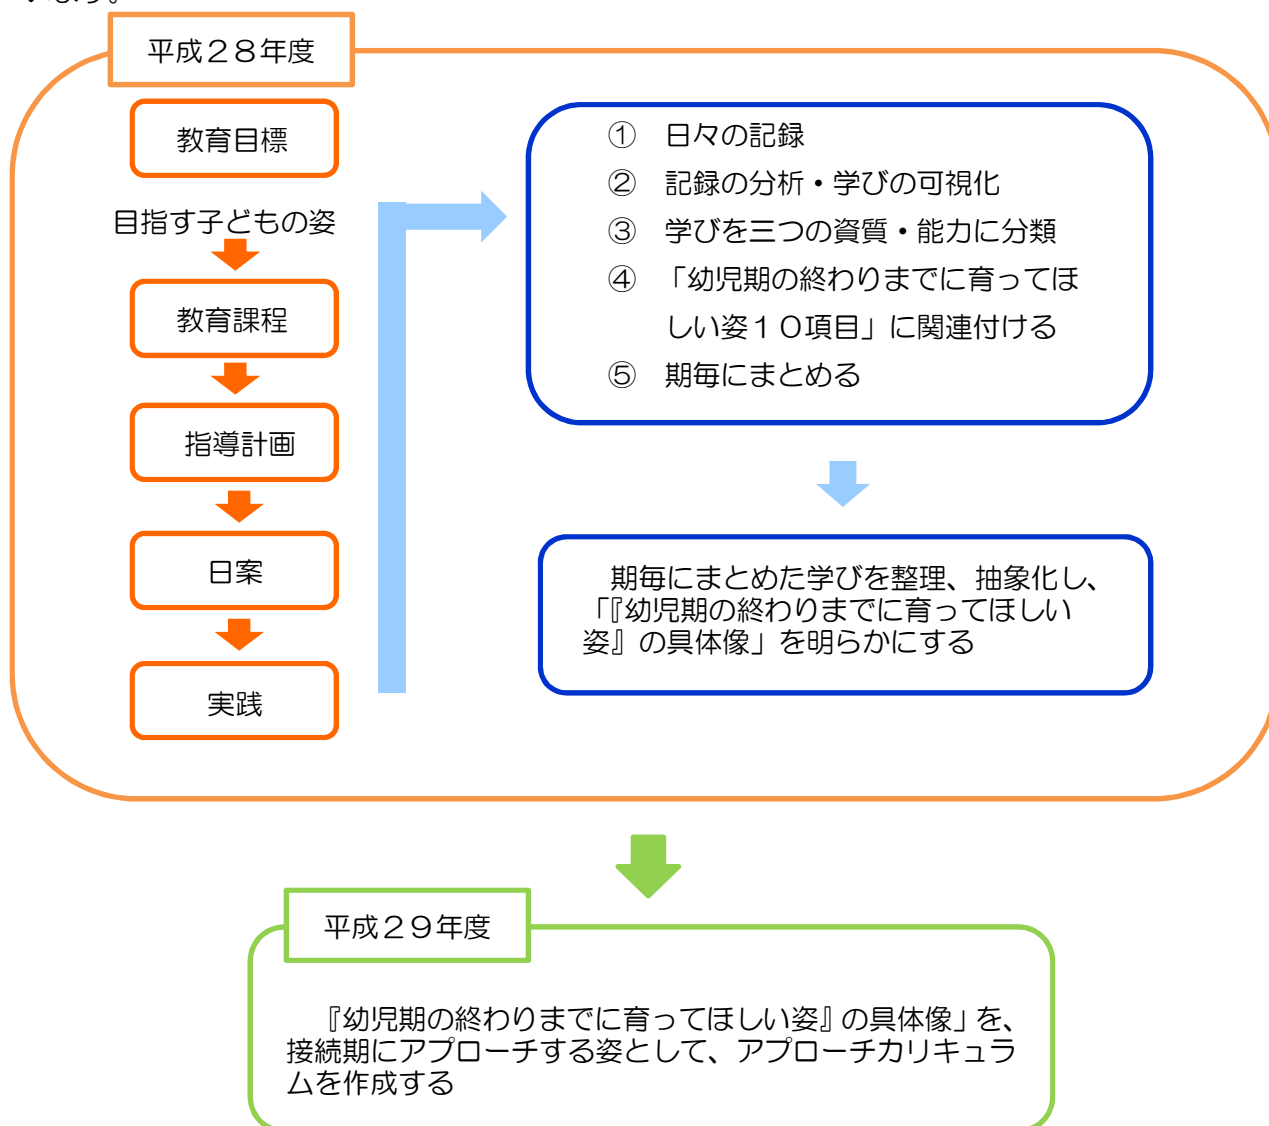 います。
平成２８年度
教育目標
目指す子どもの姿
教育課程
指導計画
日案
実践
① 日々の記録
② 記録の分析・学びの可視化
③ 学びを三つの資質・能力に分類
④ 「幼児期の終わりまでに育ってほ
しい姿１０項目」に関連付ける
⑤ 期毎にまとめる
期毎にまとめた学びを整理、抽象化し、
「『幼児期の終わりまでに育ってほしい
姿』の具体像」を明らかにする
平成２９年度
『幼児期の終わりまでに育ってほしい姿』の具体像」を、
接続期にアプローチする姿として、アプローチカリキュラ
ムを作成する